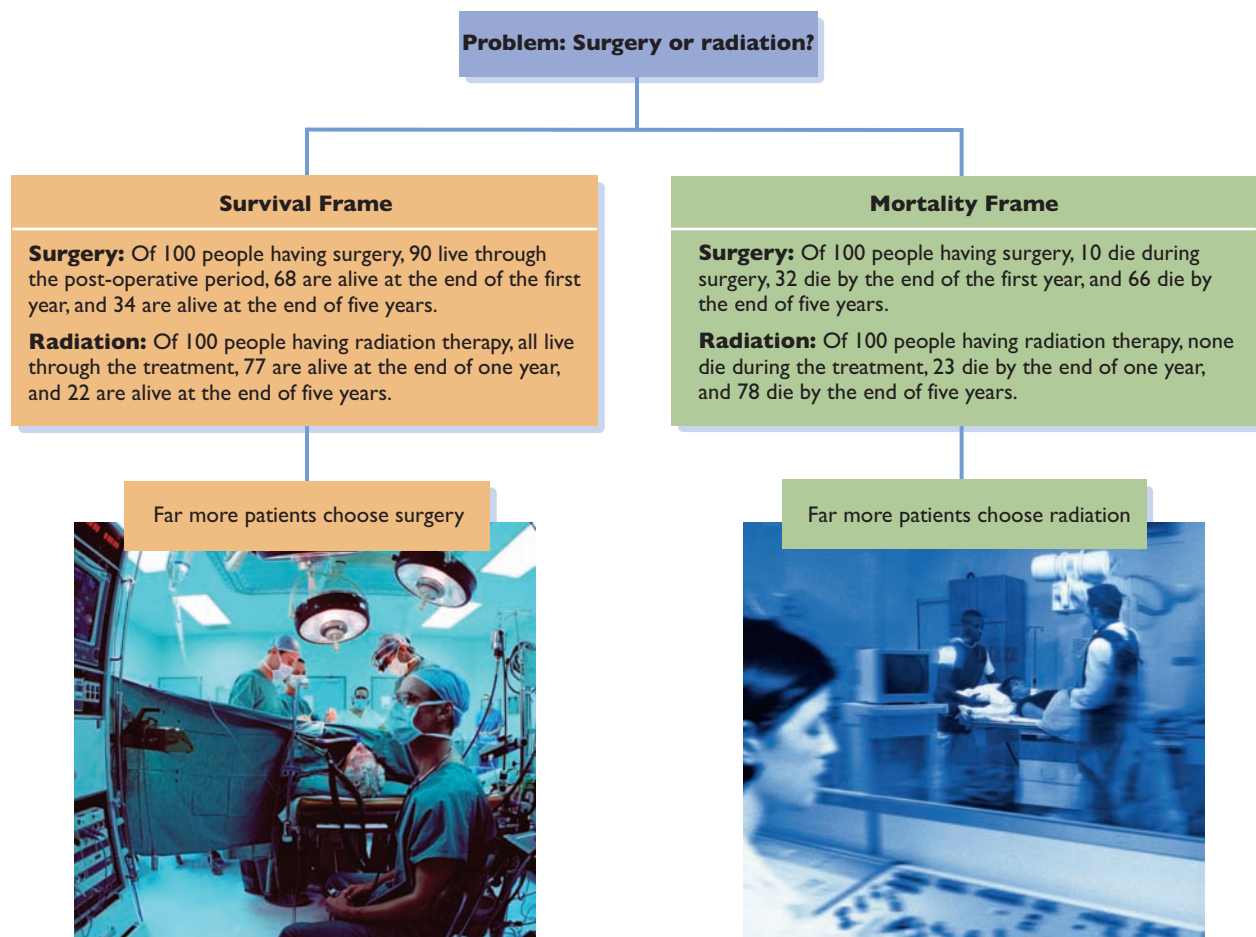 Problem: Surgery or radiation?
Survival Frame
Surgery: Of 100 people having surgery, 90 live through
the post-operative period, 68 are alive at the end of the first
year, and 34 are alive at the end of five years.
Radiation: Of 100 people having radiation therapy, all live
through the treatment, 77 are alive at the end of one year,
and 22 are alive at the end of five years.
Far more patients choose surgery
Mortality Frame
Surgery: Of 100 people having surgery, 10 die during
surgery, 32 die by the end of the first year, and 66 die by
the end of five years.
Radiation: Of 100 people having radiation therapy, none
die during the treatment, 23 die by the end of one year,
and 78 die by the end of five years.
Far more patients choose radiation